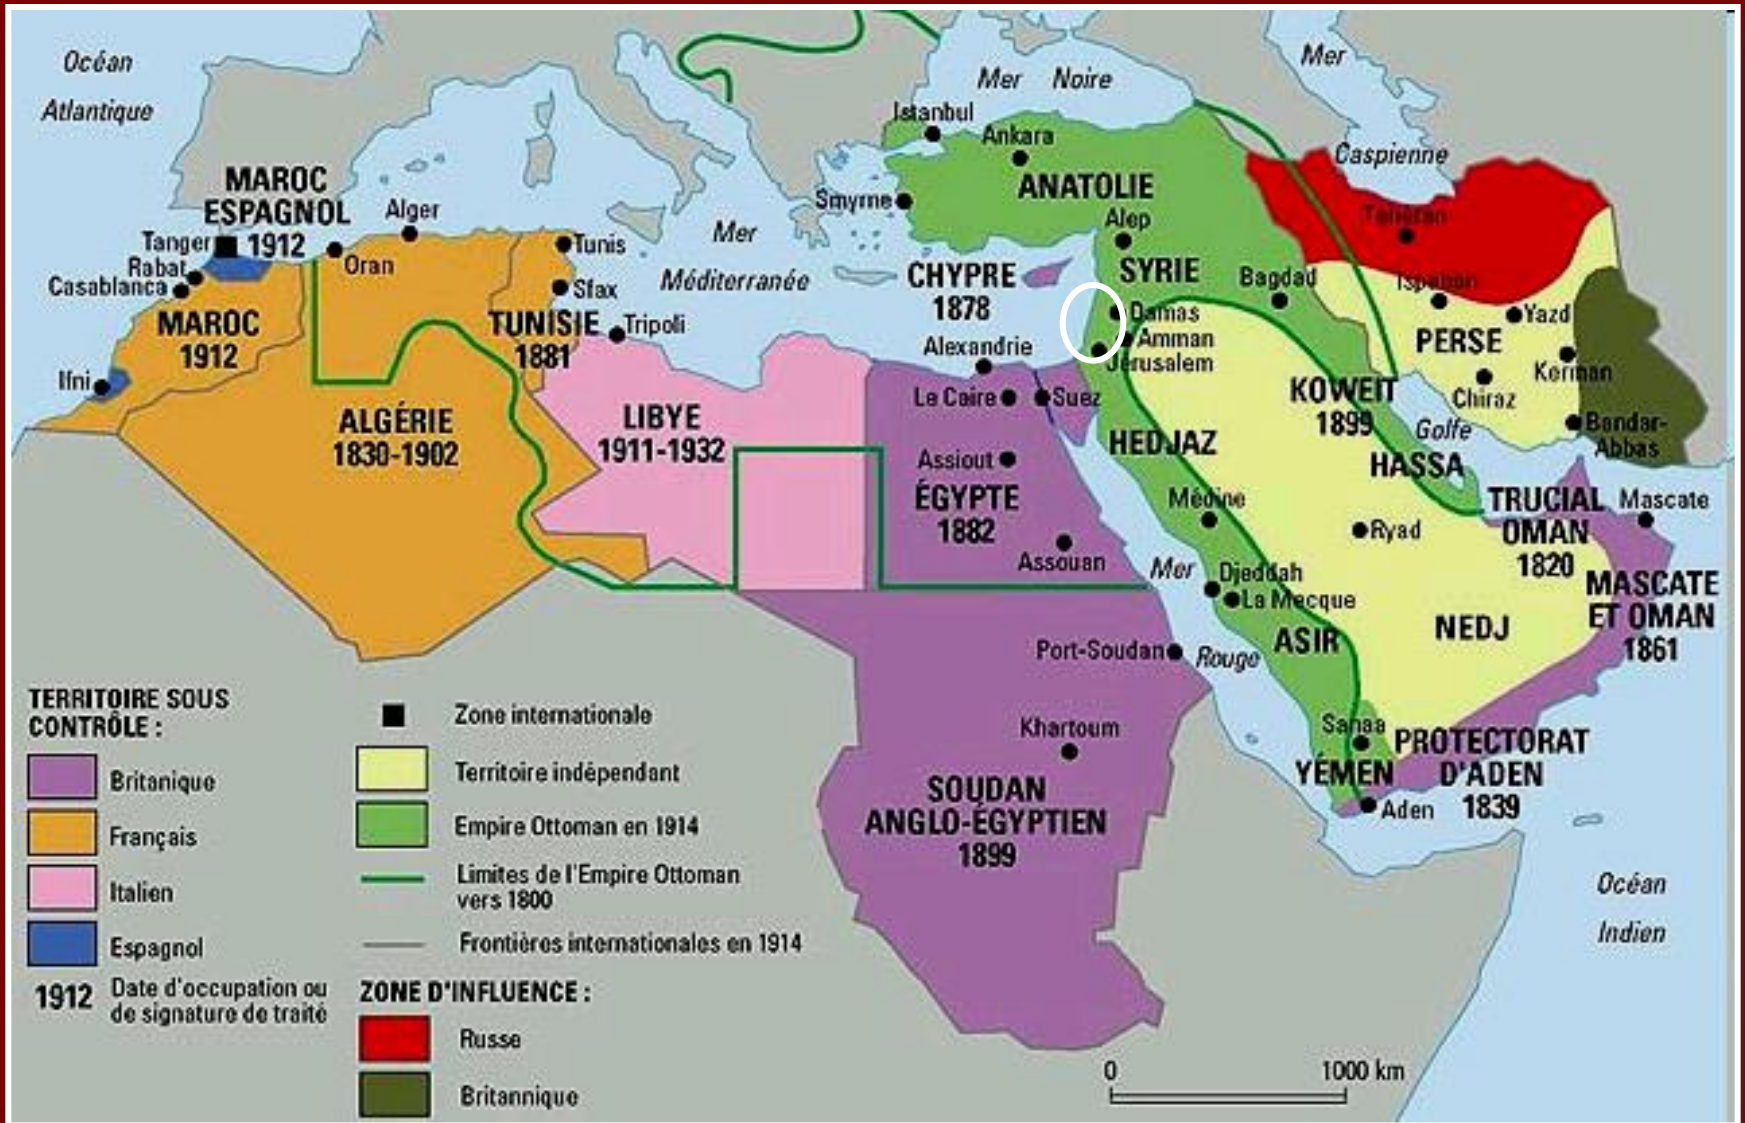 Océan
Atlantique
Mer Noire
Mer
Caspienne
Istanbul
Ankara
ANATOLIE
Smyrne
Alep
SYRIE
MAROC
ESPAGNOL
1912
Tanger
Rabat
Casablanca
Alger
Oran
Tunis
Sfax
Mer
Méditerranée
CHYPRE
1878
Bagdad
Téhéran
Ispahan
Yazd
PERSE
Kerman
Chiraz
Bandar-
Abbas
MAROC
1912
TUNISIE
1881
Tripoli
Damas
Amman
Jérusalem
Alexandrie
Le Caire
Suez
Ifni
ALGÉRIE
1830-1902
LIBYE
1911-1932
KOWEIT
1899
Golfe
HEDJAZ
HASSA
Assiout
ÉGYPTE
1882
Assouan
Médine
Ryad
TRUCIAL
OMAN
1820
Mascate
MASCATE
ET OMAN
1861
Mer
Rouge
Djeddah
La Mecque
ASIR
NEDJ
Port-Soudan
Khartoum
SOUDAN
ANGLO-ÉGYPTIEN
1899
Sanaa
YÉMEN
PROTECTORAT
D'ADEN
1839
Aden
Océan
Indien
TERRITOIRE SOUS
CONTRÔLE :
Britanique
Français
Italien
Espagnol
1912 Date d'occupation ou
de signature de traité
Zone internationale
Territoire indépendant
Empire Ottoman en 1914
Limites de l'Empire Ottoman
vers 1800
Frontières internationales en 1914
ZONE D'INFLUENCE :
Russe
Britannique
0 1000 km